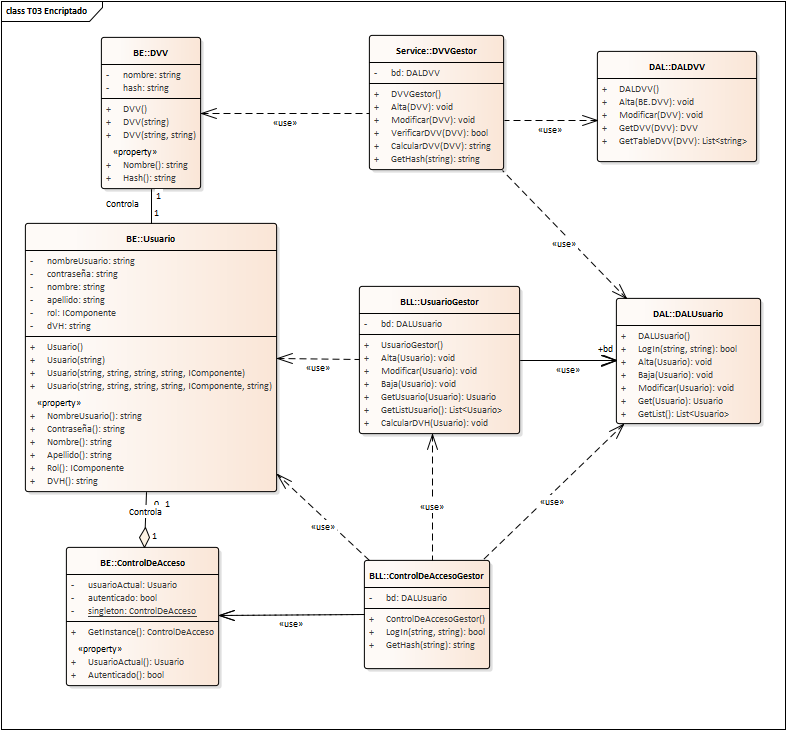 class T03 Encriptado
BE::DVV
- nombre: string
- hash: string
+ DVV()
+ DVV(string)
+ DVV(string, string)
«property»
+ Nombre(): string
+ Hash(): string
Service::DVVGestor
- bd: DALDVV
+ DVVGestor()
+ Alta(DVV): void
+ Modificar(DVV): void
+ VerificarDVV(DVV): bool
+ CalcularDVV(DVV): string
+ GetHash(string): string
DAL::DALDVV
+ DALDVV()
+ Alta(BE.DVV): void
+ Modificar(DVV): void
+ GetDVV(DVV): DVV
+ GetTableDVV(DVV): List<string>
«use»
«use»
«use»
1
Controla
1
BE::Usuario
- nombreUsuario: string
- contraseña: string
- nombre: string
- apellido: string
- rol: IComponente
- dVH: string
+ Usuario()
+ Usuario(string)
+ Usuario(string, string, string, string, IComponente)
+ Usuario(string, string, string, string, IComponente, string)
«property»
+ NombreUsuario(): string
+ Contraseña(): string
+ Nombre(): string
+ Apellido(): string
+ Rol(): IComponente
+ DVH(): string
BLL::UsuarioGestor
- bd: DALUsuario
+ UsuarioGestor()
+ Alta(Usuario): void
+ Modificar(Usuario): void
+ Baja(Usuario): void
+ GetUsuario(Usuario): Usuario
+ GetListUsuario(): List<Usuario>
+ CalcularDVH(Usuario): void
DAL::DALUsuario
+ DALUsuario()
+ LogIn(string, string): bool
+ Alta(Usuario): void
+ Baja(Usuario): void
+ Modificar(Usuario): void
+ Get(Usuario): Usuario
+ GetList(): List<Usuario>
«use»
+bd
«use»
«use»
«use»
«use»
0..1
Controla
1
BE::ControlDeAcceso
- usuarioActual: Usuario
- autenticado: bool
- singleton: ControlDeAcceso
+ GetInstance(): ControlDeAcceso
«property»
+ UsuarioActual(): Usuario
+ Autenticado(): bool
«use»
BLL::ControlDeAccesoGestor
- bd: DALUsuario
+ ControlDeAccesoGestor()
+ LogIn(string, string): bool
+ GetHash(string): string